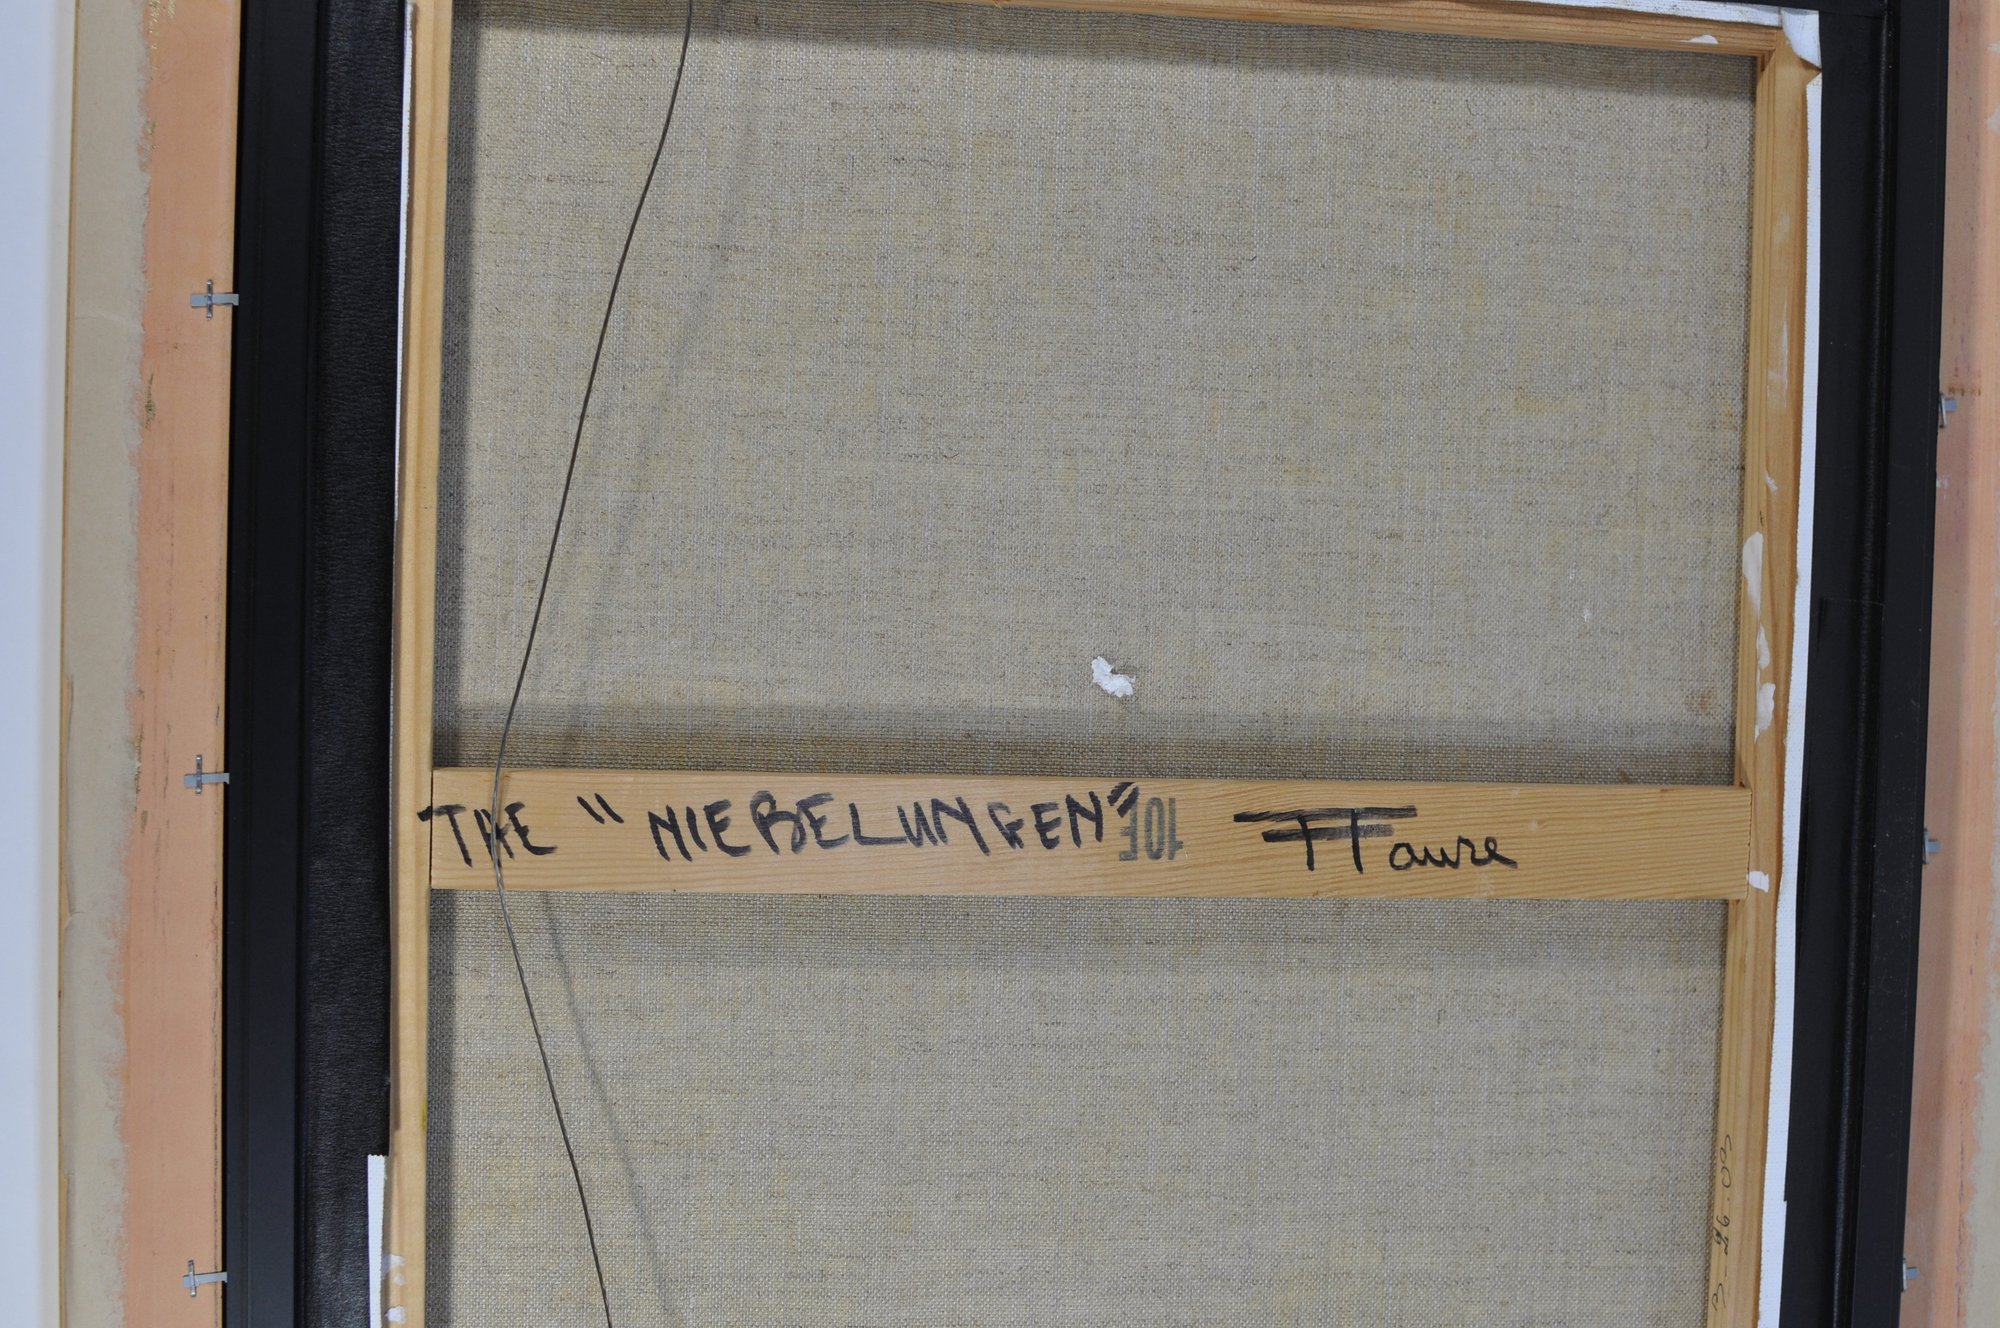 THE "NIEBELUNGEN" 10F FFaure